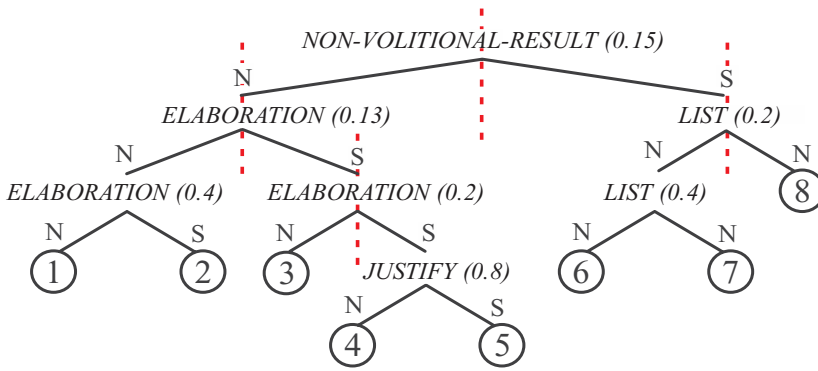 NON-VOLITIONAL-RESULT (0.15)
N S
ELABORATION (0.13) LIST (0.2)
N S N N
ELABORATION (0.4) ELABORATION (0.2) LIST (0.4) 8
N S N S N N
1 2 3 JUSTIFY (0.8) 6 7
N S
4 5